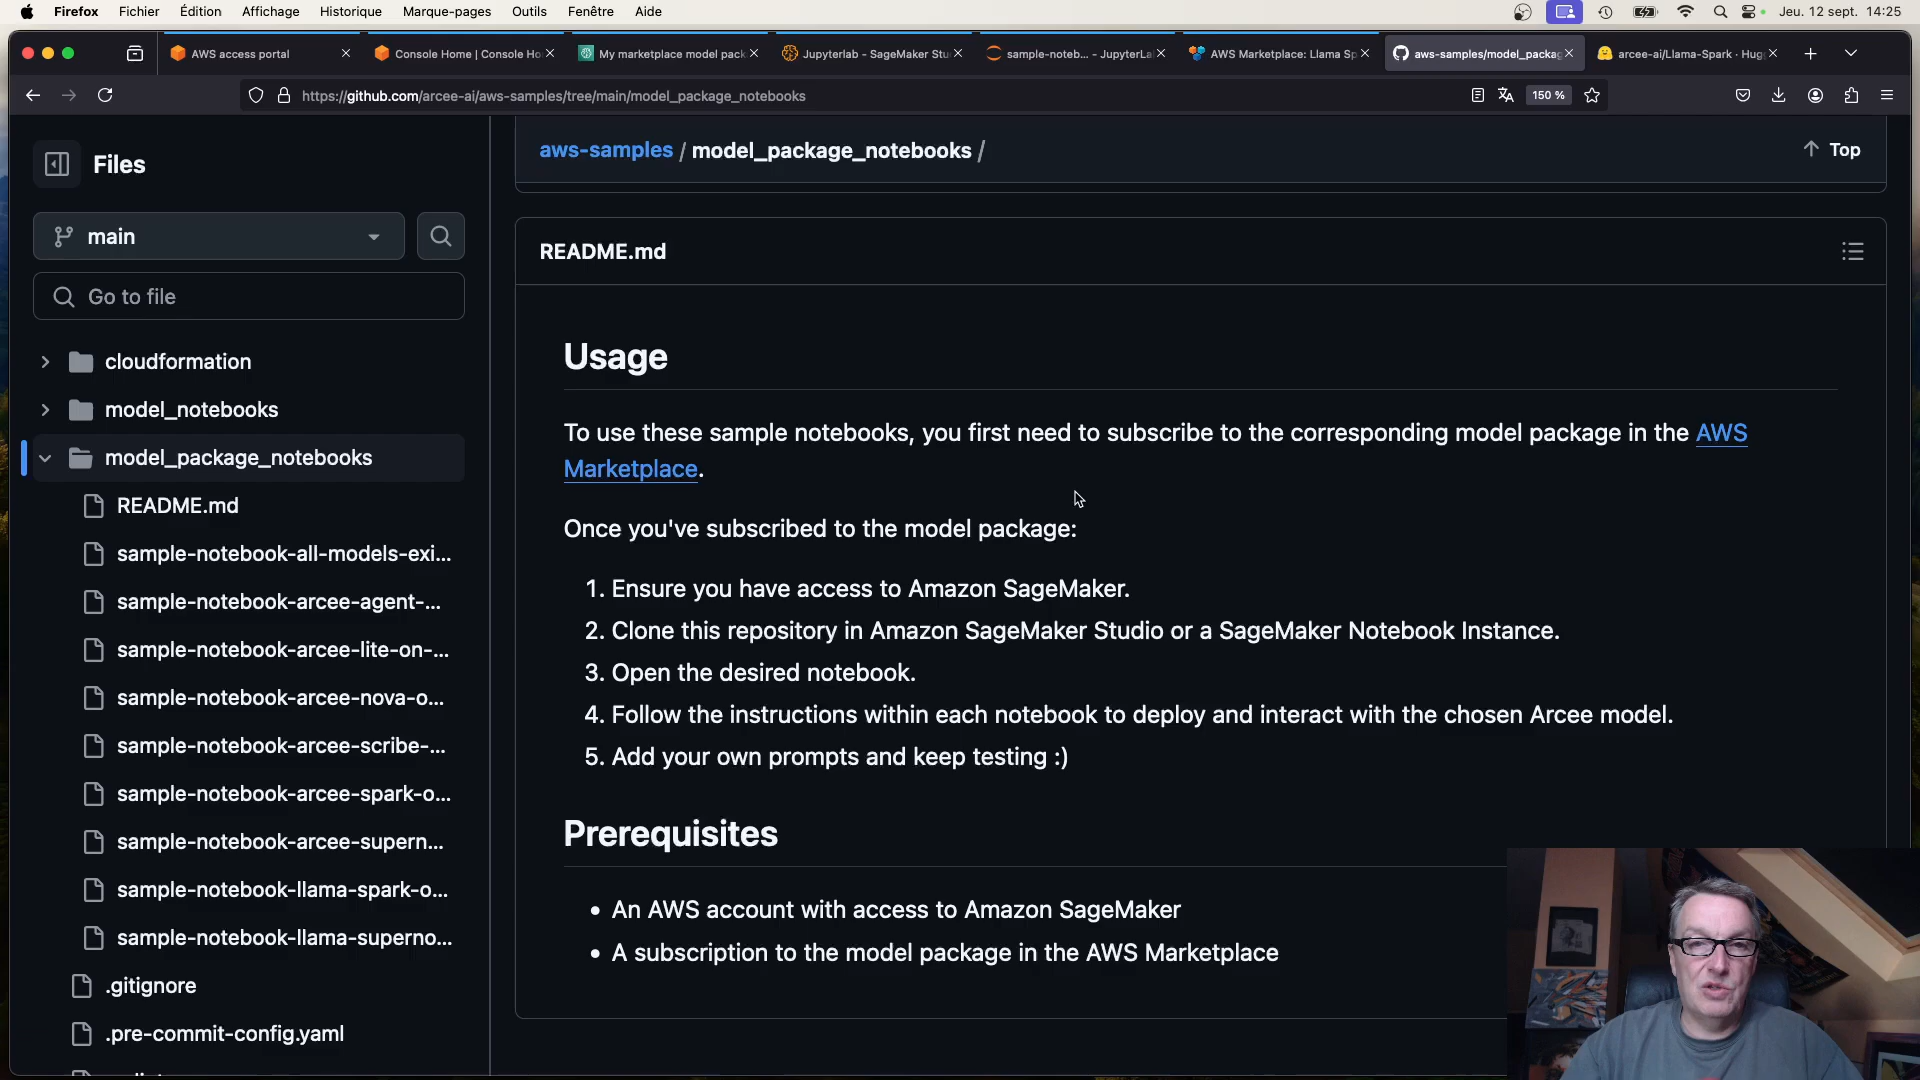 Firefox Fichier Édition Affichage Historique Marque-pages Outils Fenêtre Aide
Jeu. 12 sept. 14:25
AWS access portal
Console Home | Console Ho
My marketplace model pack
Jupyterlab - SageMaker Stu
sample-noteb... - JupyterLa
AWS Marketplace: Llama Sp
aws-samples/model_packag
arcee-ai/Llama-Spark · Hug
https://github.com/arcee-ai/aws-samples/tree/main/model_package_notebooks
150 %
Files
main
Go to file
cloudformation
model_notebooks
model_package_notebooks
README.md
sample-notebook-all-models-exi...
sample-notebook-arcee-agent-...
sample-notebook-arcee-lite-on-...
sample-notebook-arcee-nova-o...
sample-notebook-arcee-scribe-...
sample-notebook-arcee-spark-o...
sample-notebook-arcee-supern...
sample-notebook-llama-spark-o...
sample-notebook-llama-superno...
.gitignore
.pre-commit-config.yaml
aws-samples / model_package_notebooks /
Top
README.md
Usage
To use these sample notebooks, you first need to subscribe to the corresponding model package in the AWS
Marketplace.
Once you've subscribed to the model package:
1. Ensure you have access to Amazon SageMaker.
2. Clone this repository in Amazon SageMaker Studio or a SageMaker Notebook Instance.
3. Open the desired notebook.
4. Follow the instructions within each notebook to deploy and interact with the chosen Arcee model.
5. Add your own prompts and keep testing :)
Prerequisites
• An AWS account with access to Amazon SageMaker
• A subscription to the model package in the AWS Marketplace